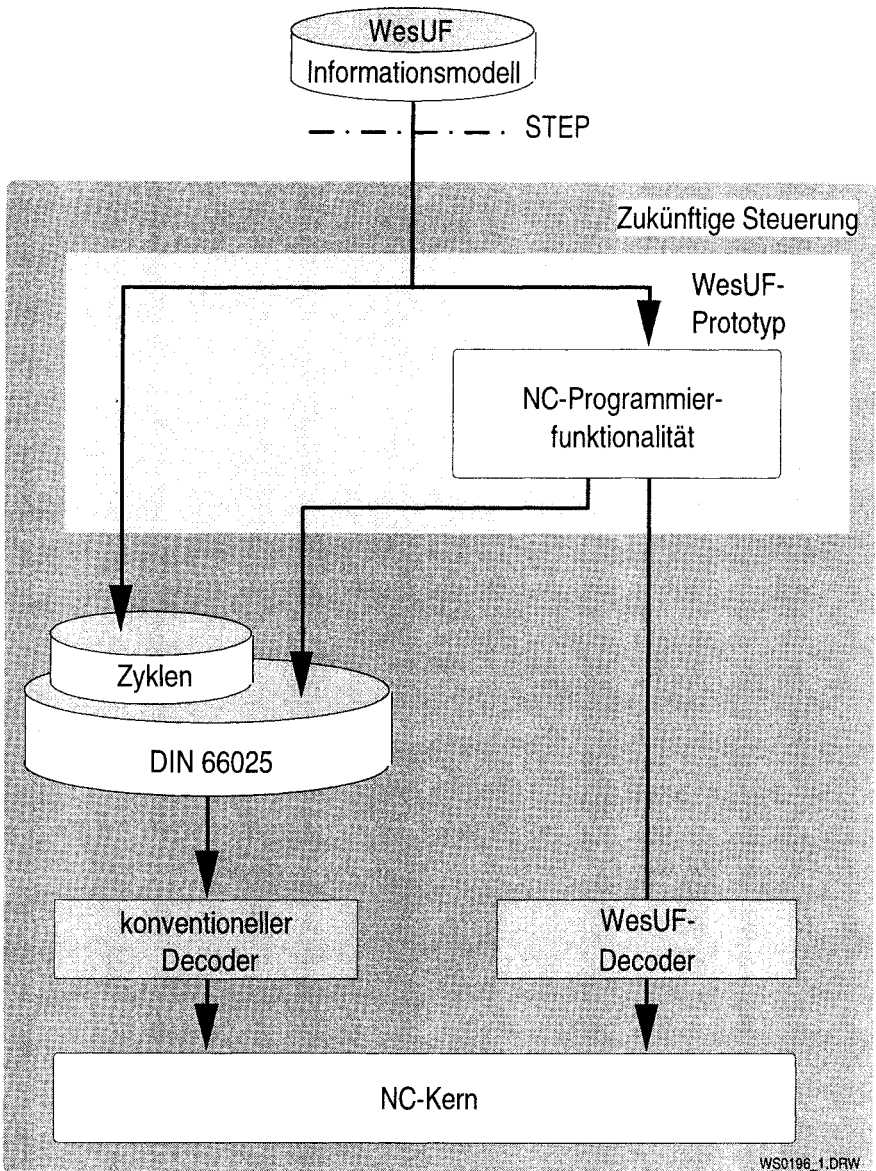 WesUF
Informationsmodell
STEP
Zukünftige Steuerung
WesUF-
Prototyp
NC-Programmier-
funktionalität
Zyklen
DIN 66025
konventioneller
Decoder
WesUF-
Decoder
NC-Kern
WS0196_1.DRW